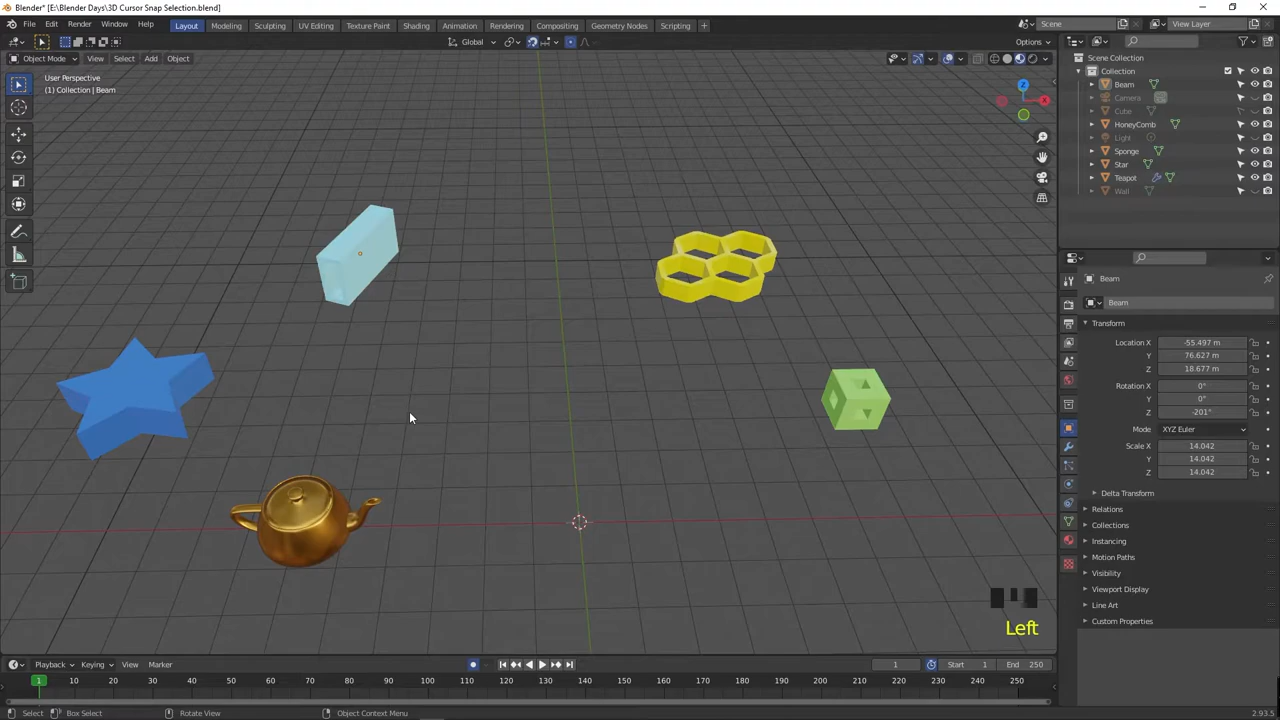 Blender* [E:\Blender Days\3D Cursor Snap Selection.blend]
File Edit Render Window Help Layout Modeling Sculpting UV Editing Texture Paint Shading Animation Rendering Compositing Geometry Nodes Scripting + Scene View Layer
Global Options
Object Mode View Select Add Object
User Perspective
(1) Collection | Beam
Z
X
Scene Collection
Collection
Beam
Camera
Cube
HoneyComb
Light
Sponge
Star
Teapot
Wall
Beam
Beam
Transform
Location X -55.497 m
Y 76.627 m
Z 18.677 m
Rotation X 0°
Y 0°
Z -201°
Mode XYZ Euler
Scale X 14.042
Y 14.042
Z 14.042
Delta Transform
Relations
Collections
Instancing
Motion Paths
Visibility
Viewport Display
Line Art
Custom Properties
Left
Playback Keying View Marker 1 Start 1 End 250
1 10 20 30 40 50 60 70 80 90 100 110 120 130 140 150 160 170 180 190 200 210 220 230 240 250
Select Box Select Rotate View Object Context Menu 2.93.5